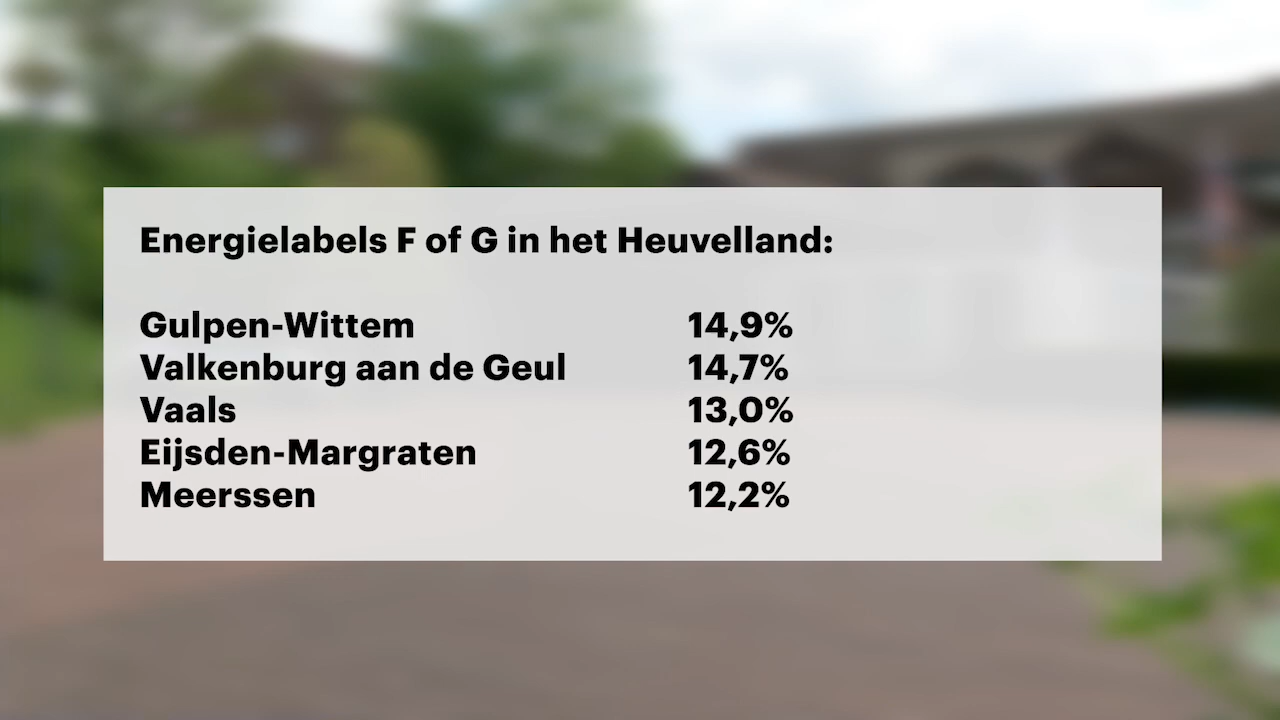 Energielabels F of G in het Heuvelland:
Gulpen-Wittem 14,9%
Valkenburg aan de Geul 14,7%
Vaals 13,0%
Eijsden-Margraten 12,6%
Meerssen 12,2%